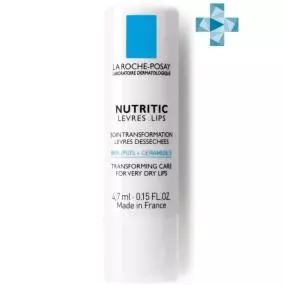 LA ROCHE-POSAY
LABORATOIRE DERMATOLOGIQUE
NUTRITIC
LEVRES LIPS
SOIN TRANSFORMATION
LEVRES DESSECHEES
TRANSFORMING CARE
FOR VERY DRY LIPS
4,7 ml - 0.15 FL.OZ
Made in France